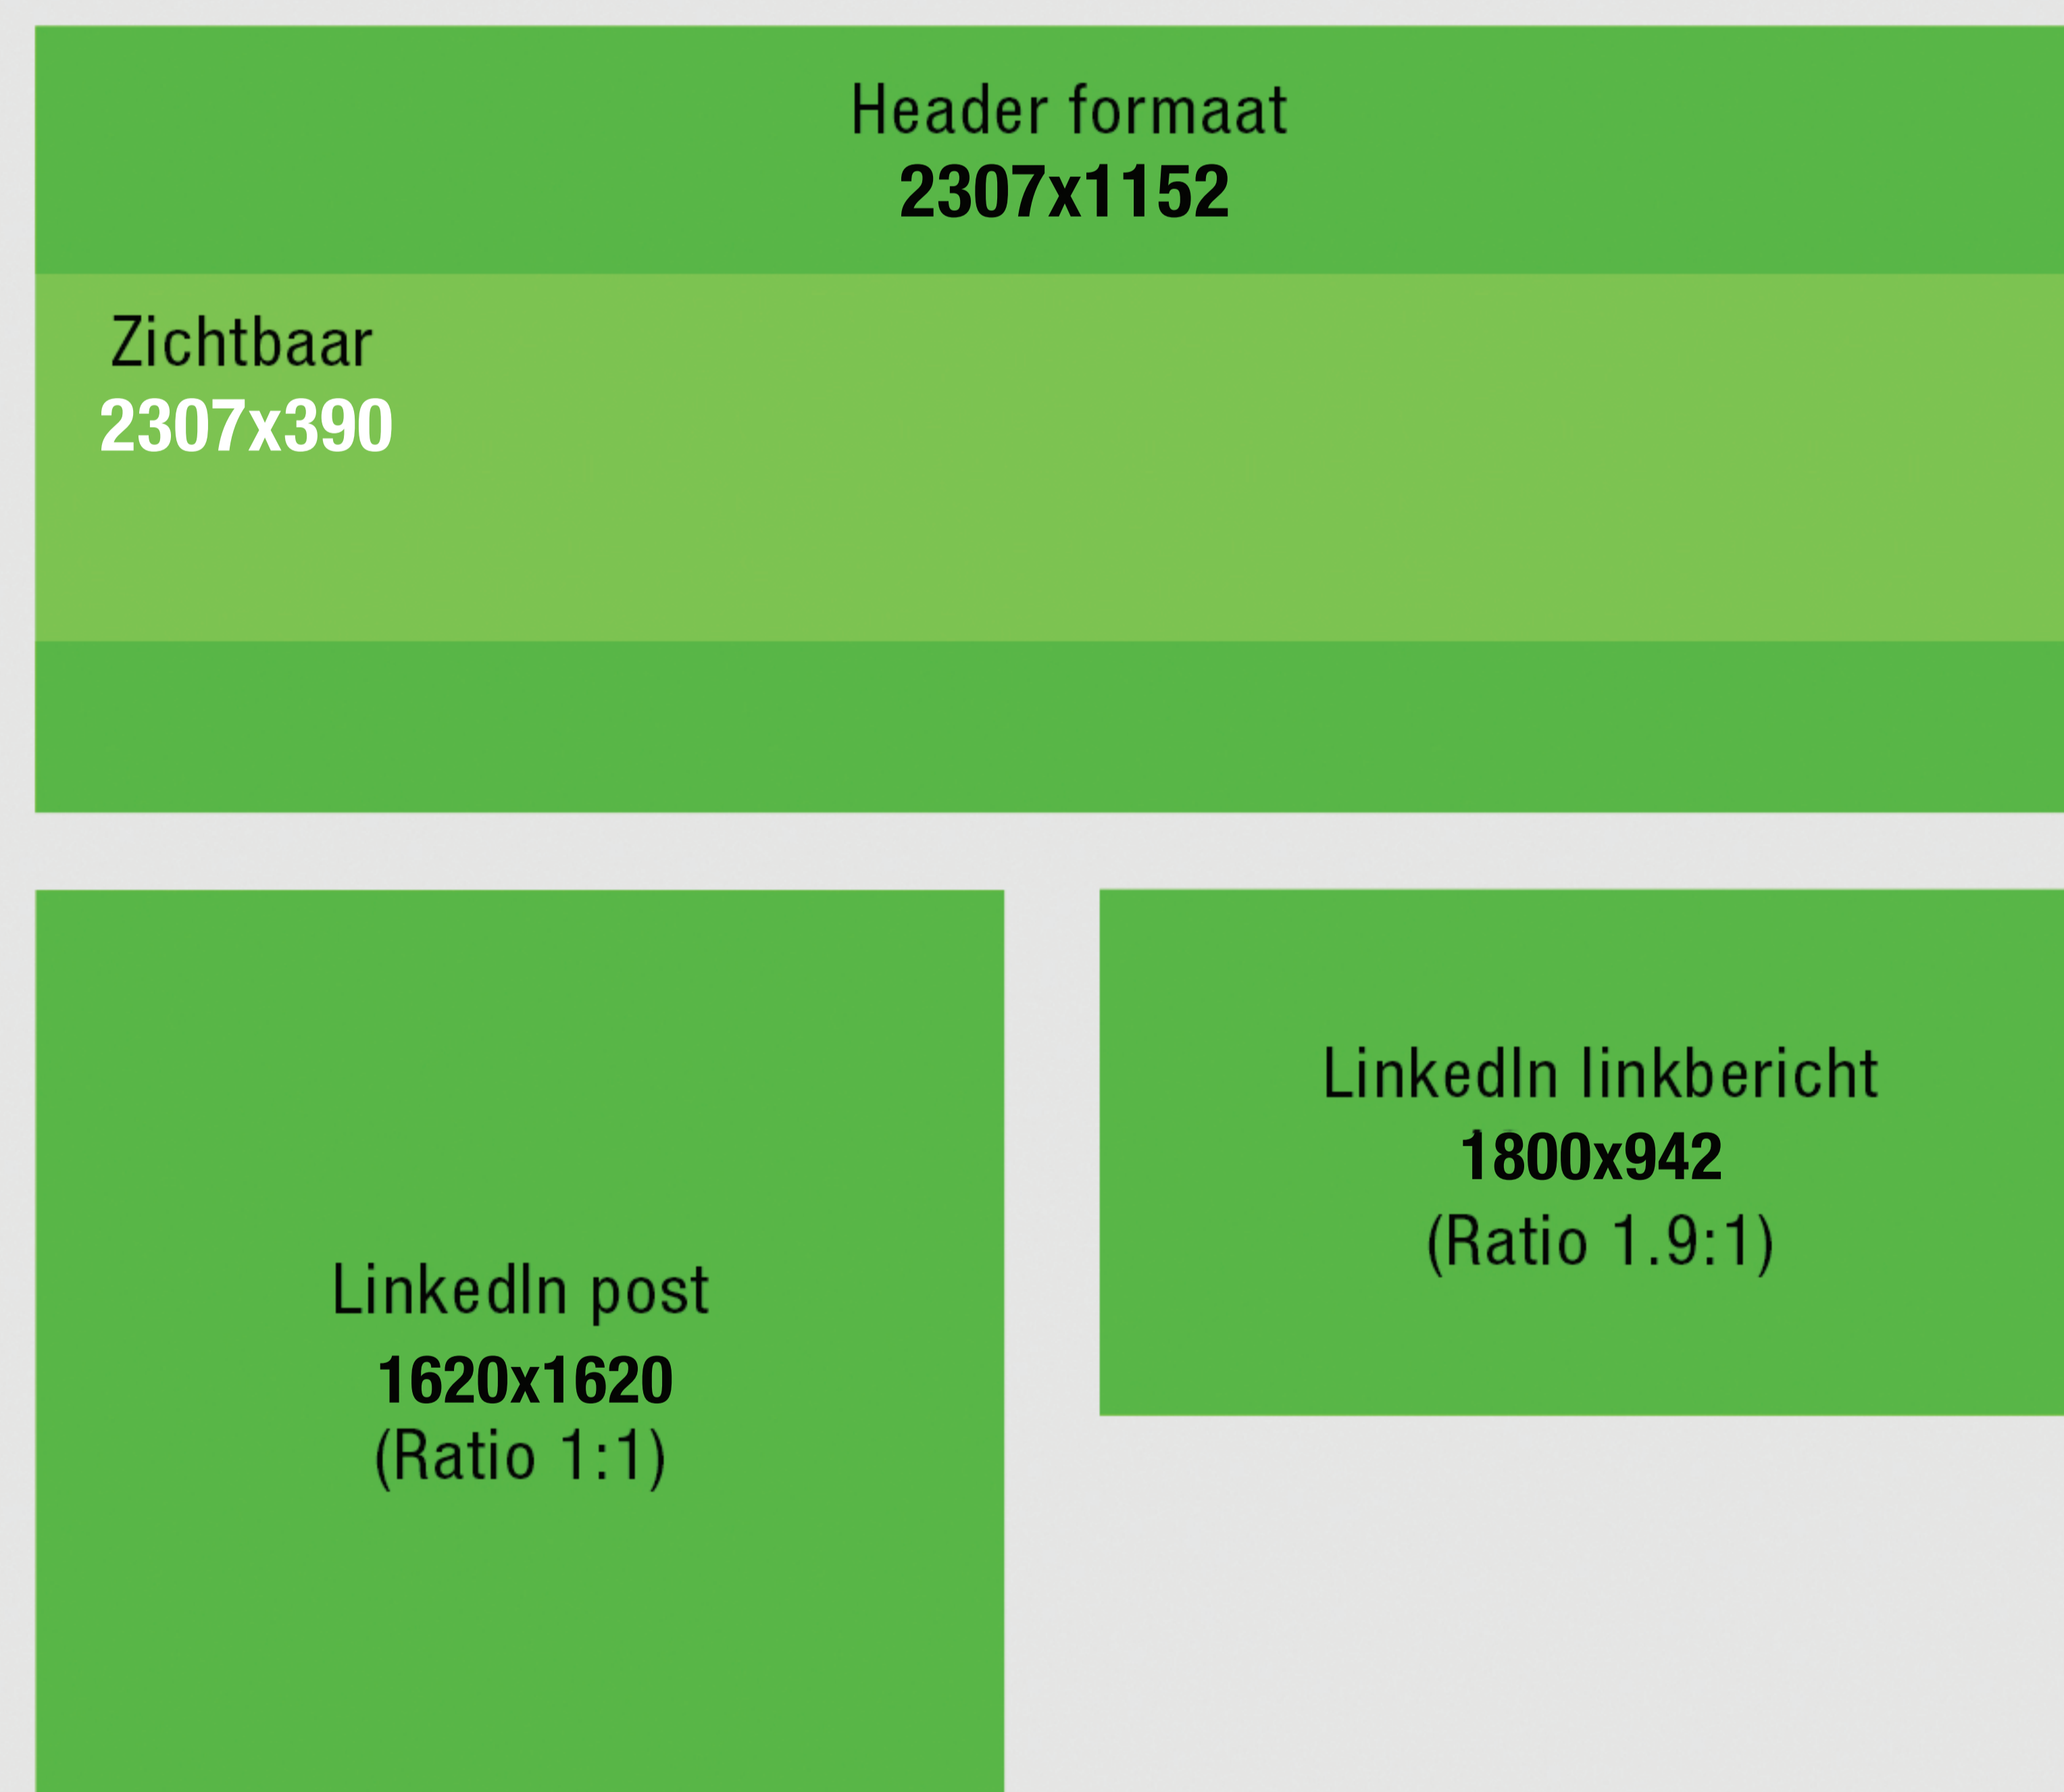 Header formaat
2307x1152
Zichtbaar
2307x390
LinkedIn post
1620x1620
(Ratio 1:1)
LinkedIn linkbericht
1800x942
(Ratio 1.9:1)